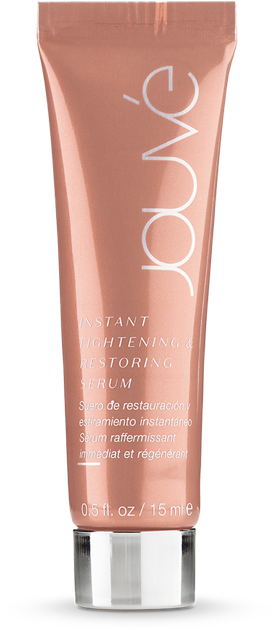 Jouvé
INSTANT
TIGHTENING &
RESTORING
SERUM
Suero de restauración y
estiramiento instantáneo
Sérum raffermissant
immédiat et régénérant
0.5 fl. oz / 15 ml e